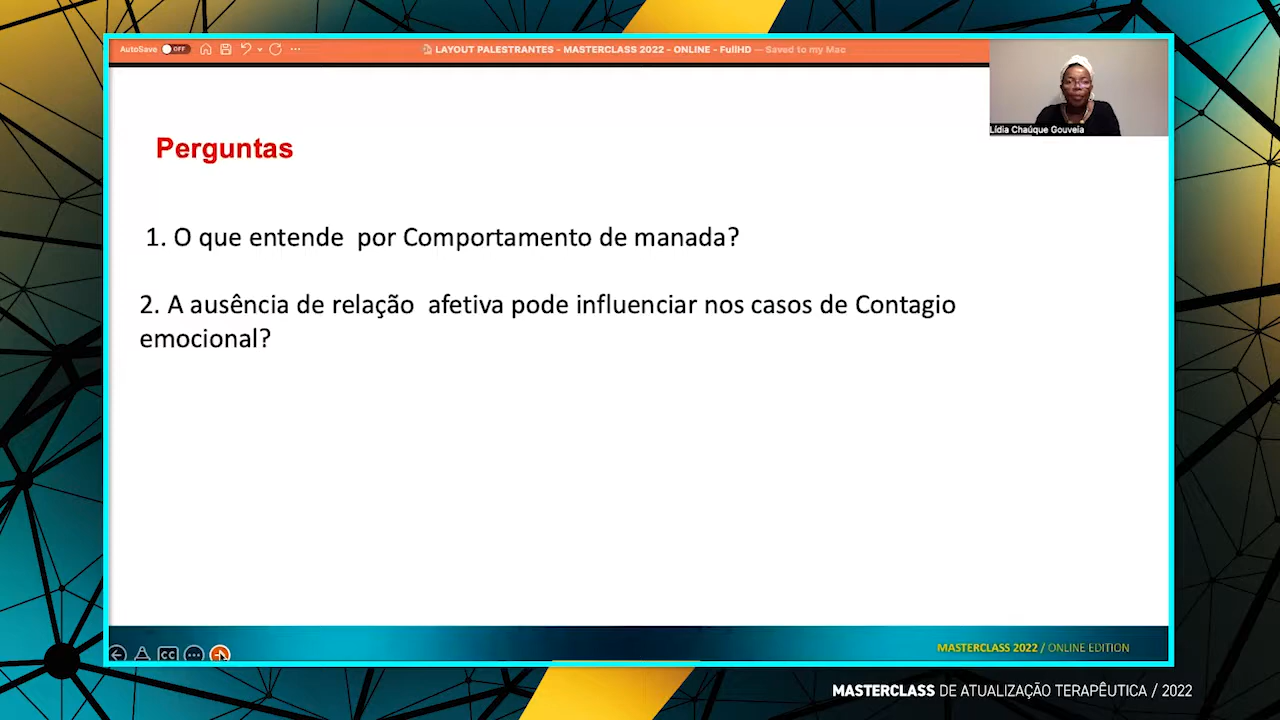 AutoSave OFF
LAYOUT PALESTRANTES - MASTERCLASS 2022 - ONLINE - FullHD — Saved to my Mac
Lídia Chaúque Gouveia
Perguntas
1. O que entende por Comportamento de manada?
2. A ausência de relação afetiva pode influenciar nos casos de Contagio
emocional?
CC
MASTERCLASS 2022 / ONLINE EDITION
MASTERCLASS DE ATUALIZAÇÃO TERAPÊUTICA / 2022